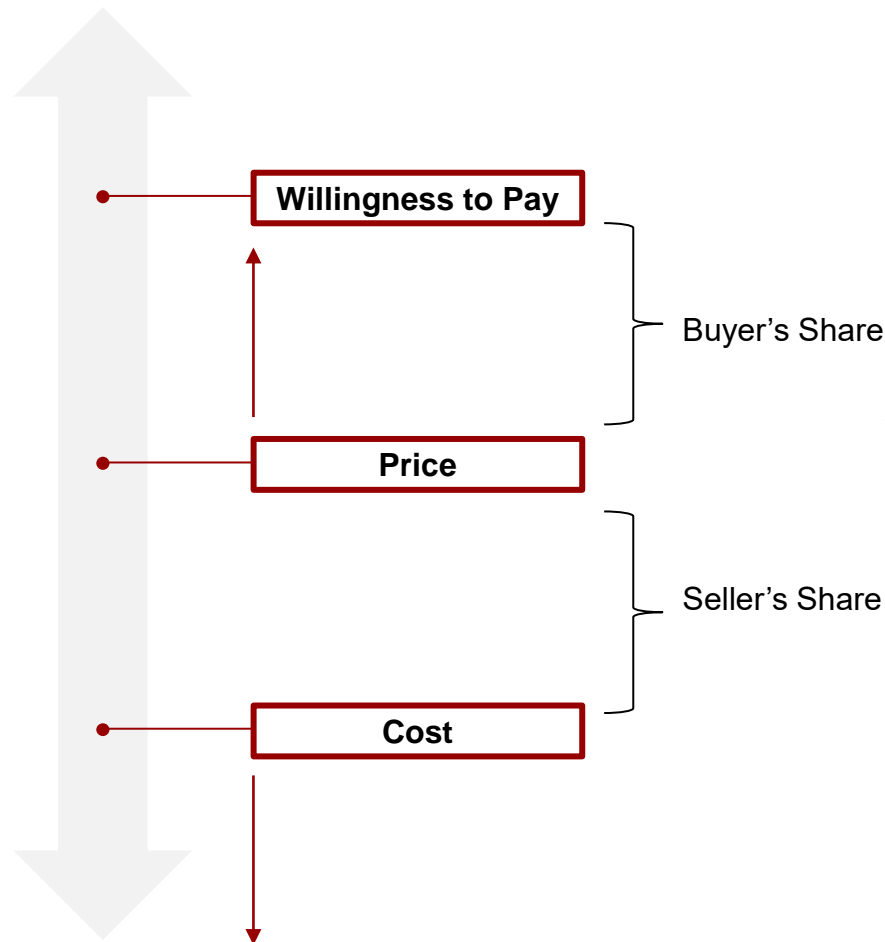 Willingness to Pay
Buyer’s Share
Price
Seller’s Share
Cost